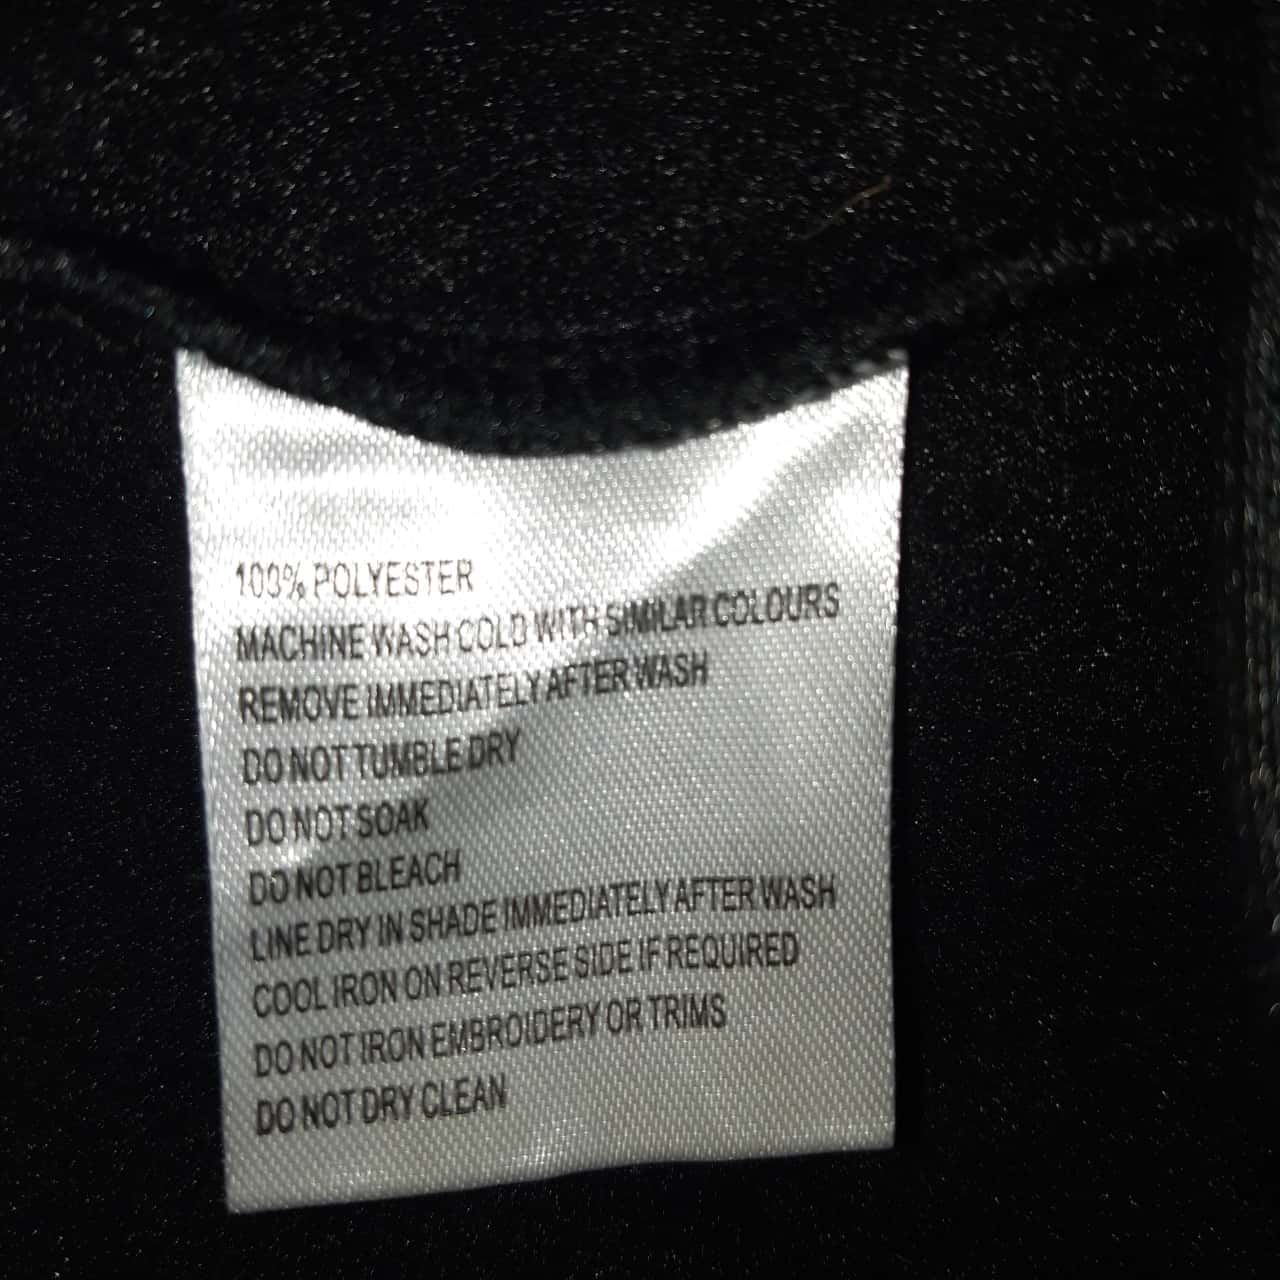 100% POLYESTER
MACHINE WASH COLD WITH SIMILAR COLOURS
REMOVE IMMEDIATELY AFTER WASH
DO NOT TUMBLE DRY
DO NOT SOAK
DO NOT BLEACH
LINE DRY IN SHADE IMMEDIATELY AFTER WASH
COOL IRON ON REVERSE SIDE IF REQUIRED
DO NOT IRON EMBROIDERY OR TRIMS
DO NOT DRY CLEAN